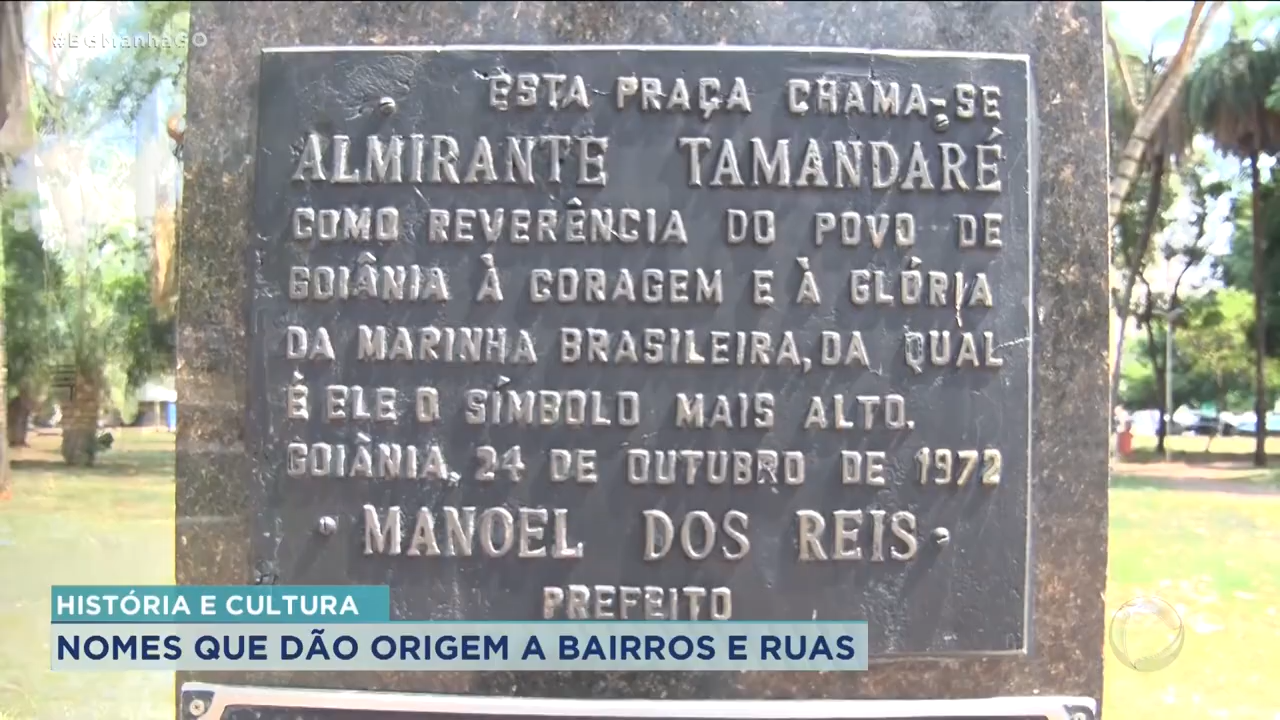 #BGManhãGO
ESTA PRAÇA CHAMA-SE
ALMIRANTE TAMANDARÉ
COMO REVERÊNCIA DO POVO DE
GOIÂNIA À CORAGEM E À GLÓRIA
DA MARINHA BRASILEIRA, DA QUAL
É ELE O SÍMBOLO MAIS ALTO.
GOIÂNIA, 24 DE OUTUBRO DE 1972
· MANOEL DOS REIS ·
PREFEITO
HISTÓRIA E CULTURA
NOMES QUE DÃO ORIGEM A BAIRROS E RUAS